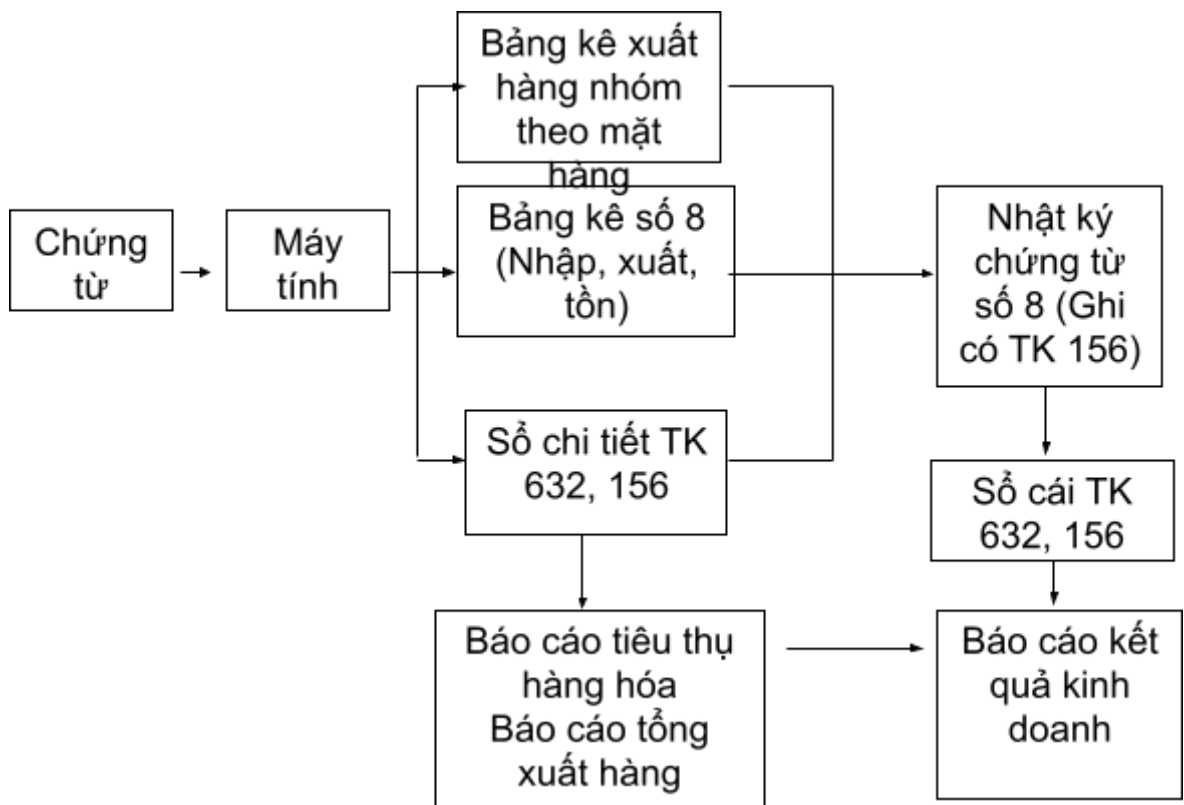 Bảng kê xuất
hàng nhóm
theo mặt
hàng
Chứng
từ
Máy
tính
Bảng kê số 8
(Nhập, xuất,
tồn)
Nhật ký
chứng từ
số 8 (Ghi
có TK 156)
Sổ chi tiết TK
632, 156
Sổ cái TK
632, 156
Báo cáo tiêu thụ
hàng hóa
Báo cáo tổng
xuất hàng
Báo cáo kết
quả kinh
doanh